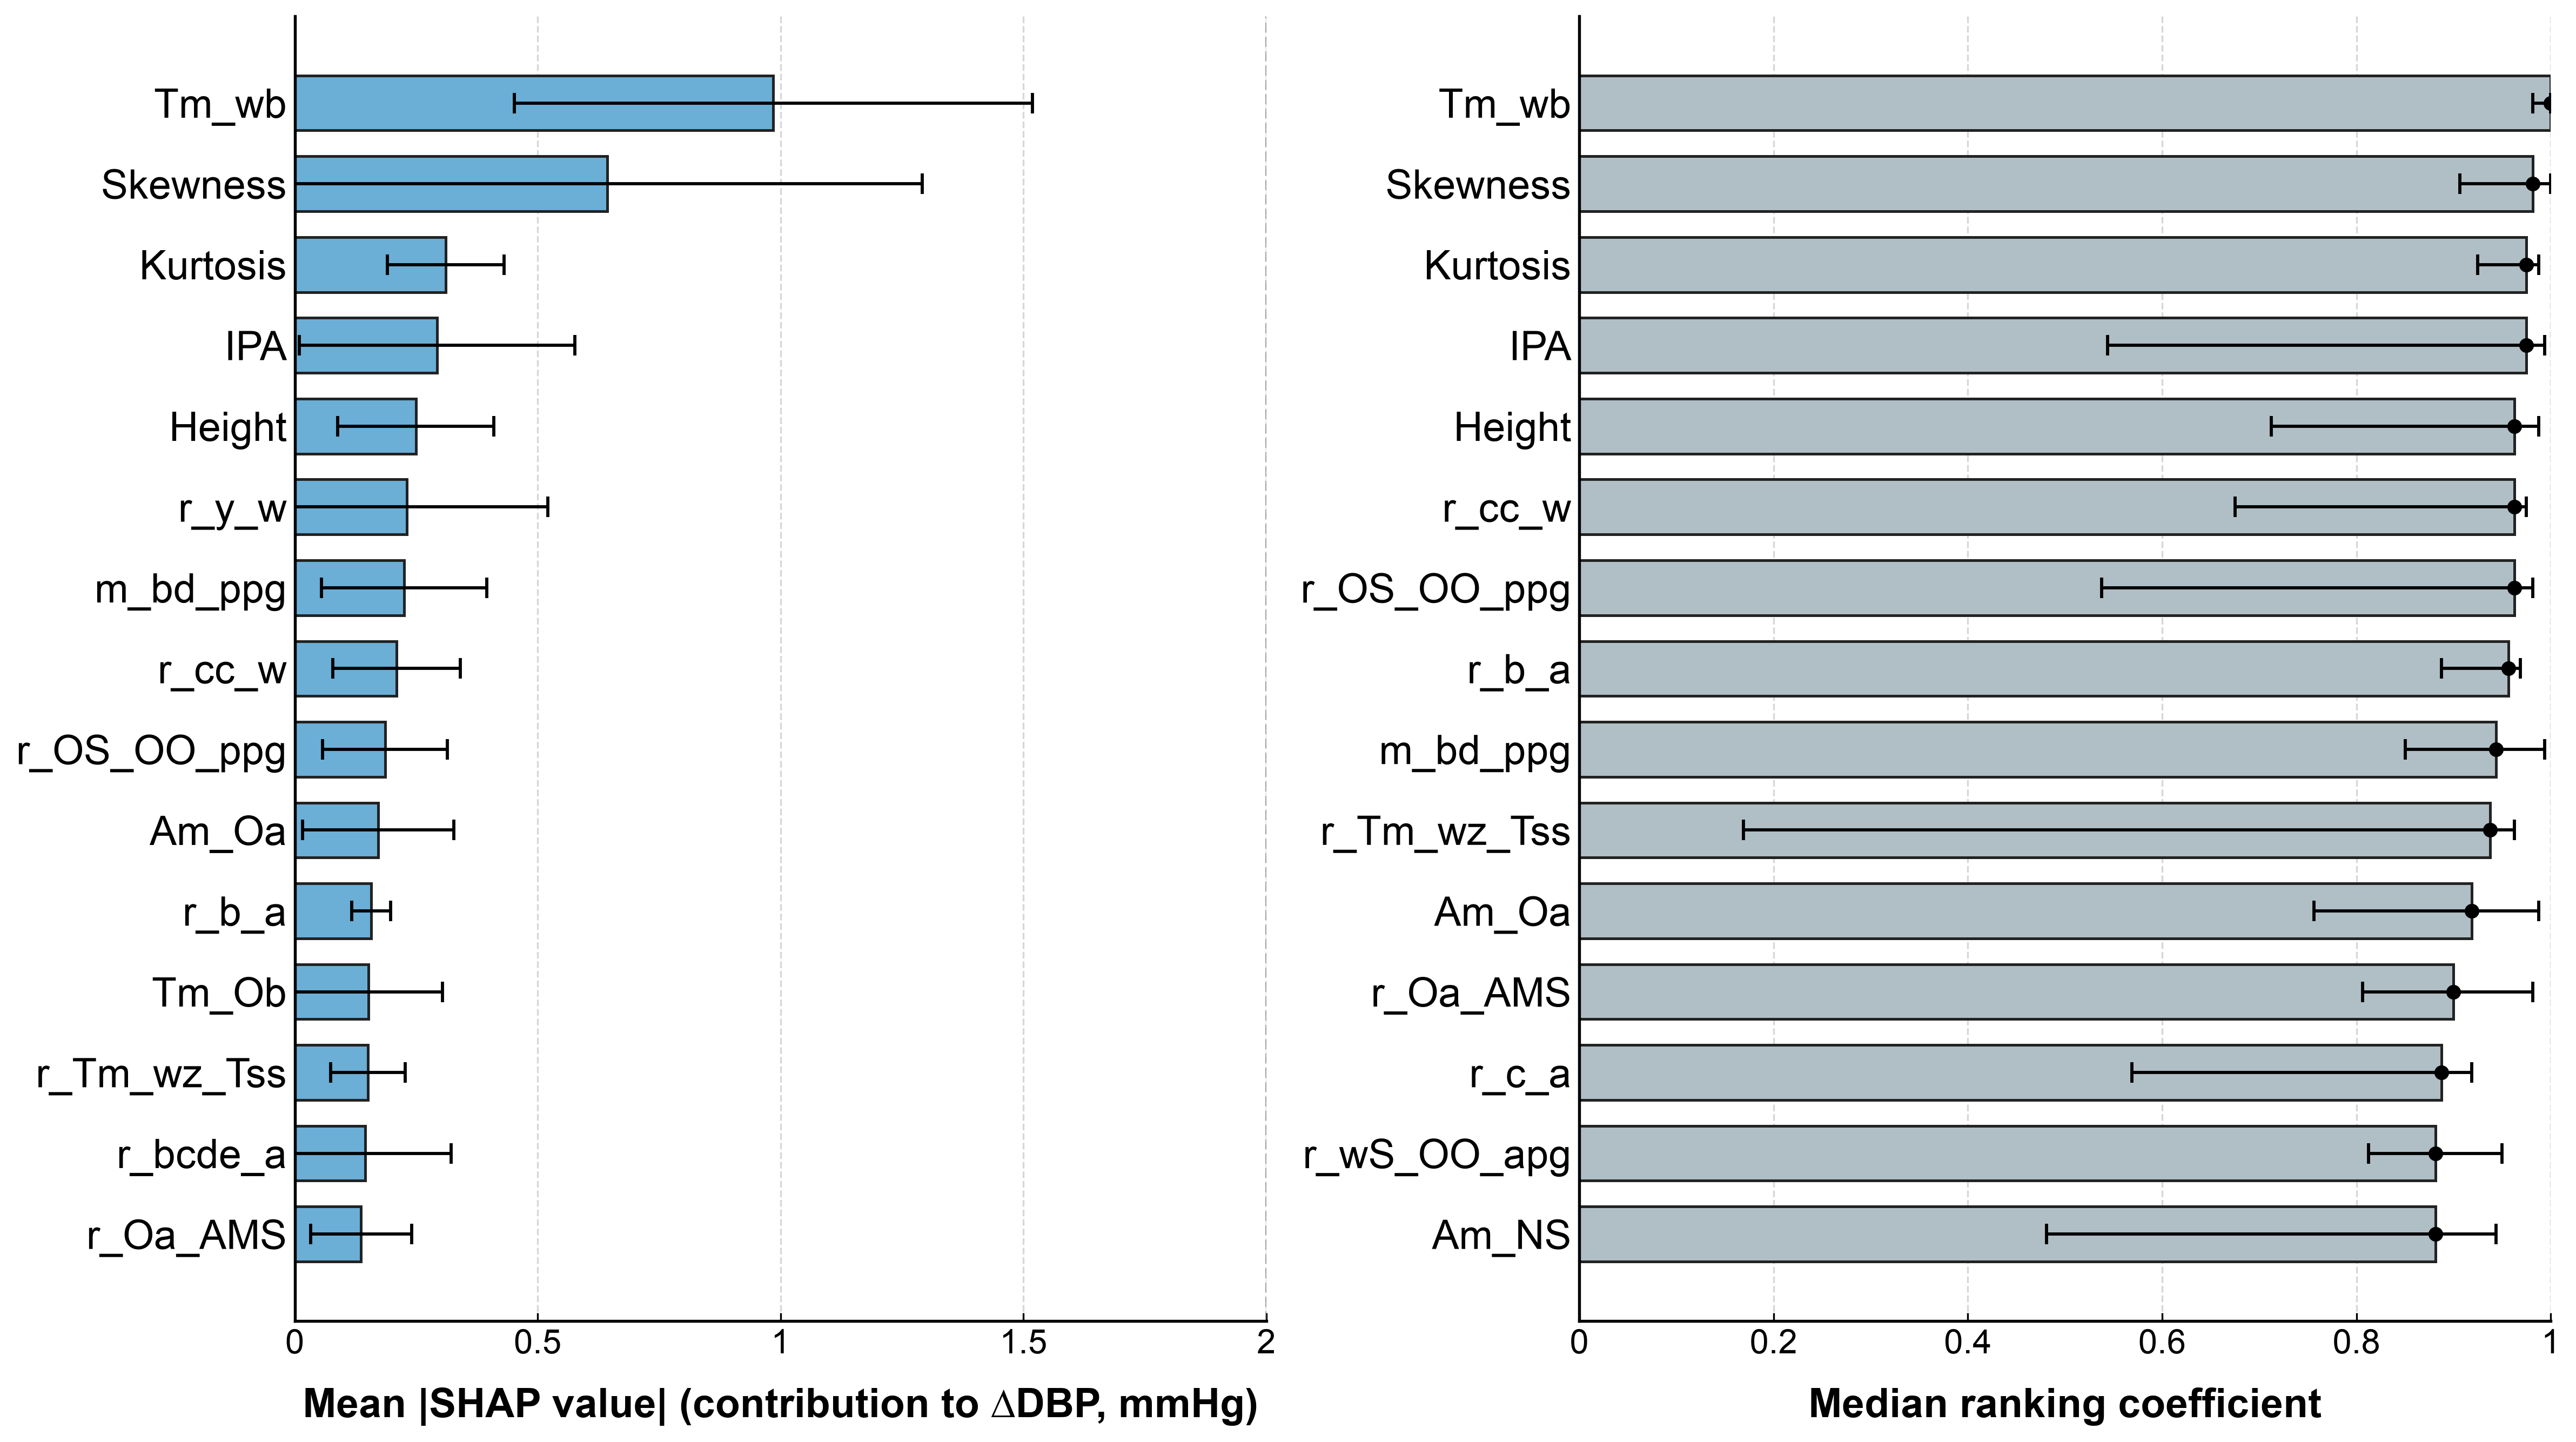 Tm_wb
Skewness
Kurtosis
IPA
Height
r_y_w
m_bd_ppg
r_cc_w
r_OS_OO_ppg
Am_Oa
r_b_a
Tm_Ob
r_Tm_wz_Tss
r_bcde_a
r_Oa_AMS
0 0.5 1 1.5 2
Mean |SHAP value| (contribution to ΔDBP, mmHg)
Tm_wb
Skewness
Kurtosis
IPA
Height
r_cc_w
r_OS_OO_ppg
r_b_a
m_bd_ppg
r_Tm_wz_Tss
Am_Oa
r_Oa_AMS
r_c_a
r_wS_OO_apg
Am_NS
0 0.2 0.4 0.6 0.8 1
Median ranking coefficient